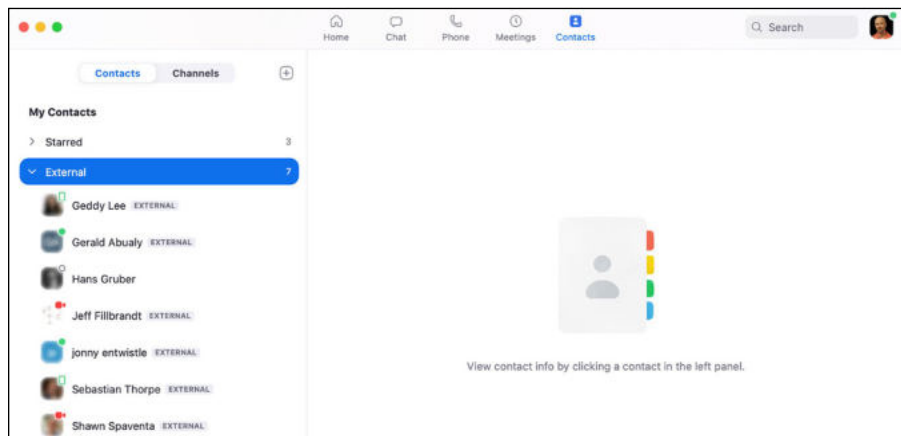 Home Chat Phone Meetings Contacts Search
Contacts Channels
My Contacts
Starred 3
External 7
Geddy Lee EXTERNAL
Gerald Abualy EXTERNAL
Hans Gruber
Jeff Fillbrandt EXTERNAL
jonny entwistle EXTERNAL
Sebastian Thorpe EXTERNAL
Shawn Spaventa EXTERNAL
View contact info by clicking a contact in the left panel.